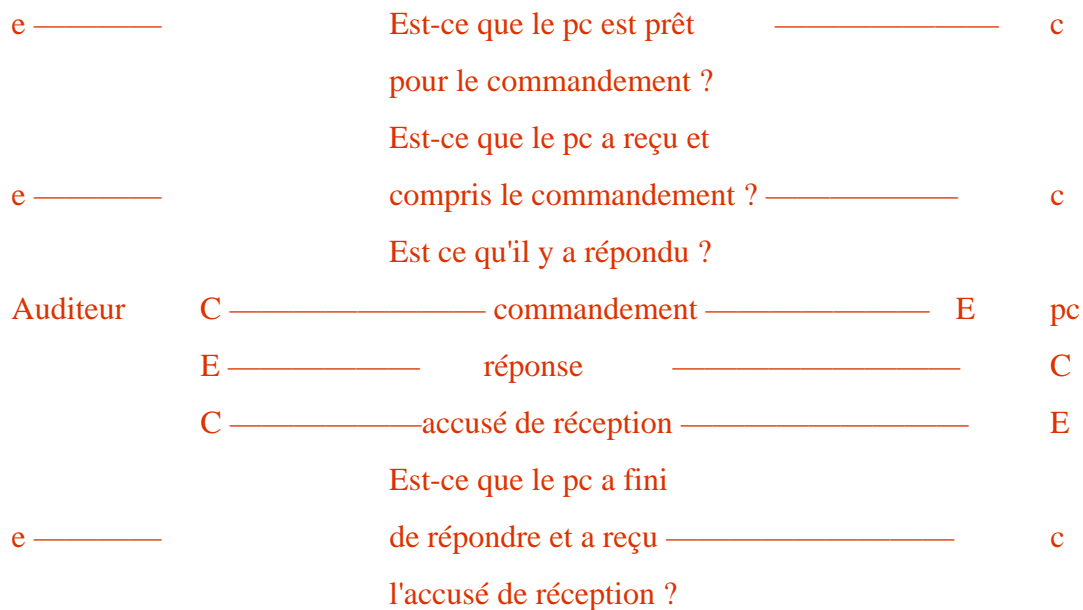 e ———— Est-ce que le pc est prêt ——————— c
pour le commandement ?
Est-ce que le pc a reçu et
e ———— compris le commandement ? —————— c
Est ce qu'il y a répondu ?
Auditeur C ———————— commandement ——————— E pc
E —————— réponse ————————— C
C ——————accusé de réception ————————— E
Est-ce que le pc a fini
e ———— de répondre et a reçu ————————— c
l'accusé de réception ?